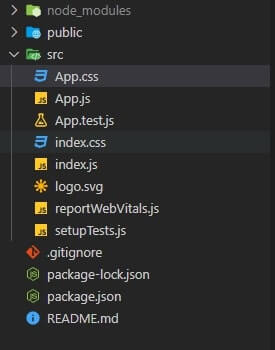 node_modules
public
src
App.css
App.js
App.test.js
index.css
index.js
logo.svg
reportWebVitals.js
setupTests.js
.gitignore
package-lock.json
package.json
README.md